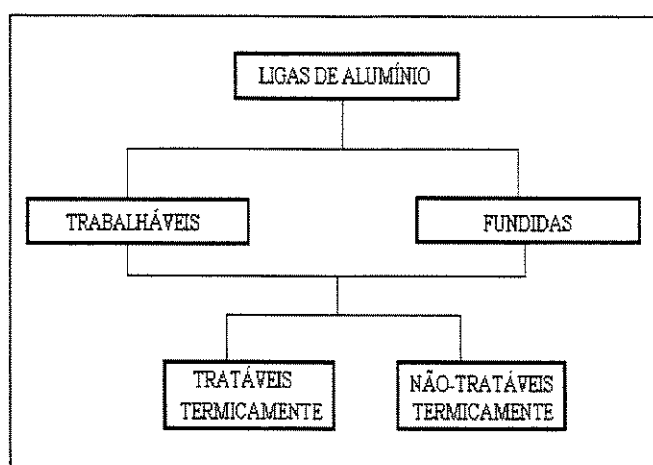 LIGAS DE ALUMÍNIO
TRABALHÁVEIS
FUNDIDAS
TRATÁVEIS
TERMICAMENTE
NÃO-TRATÁVEIS
TERMICAMENTE